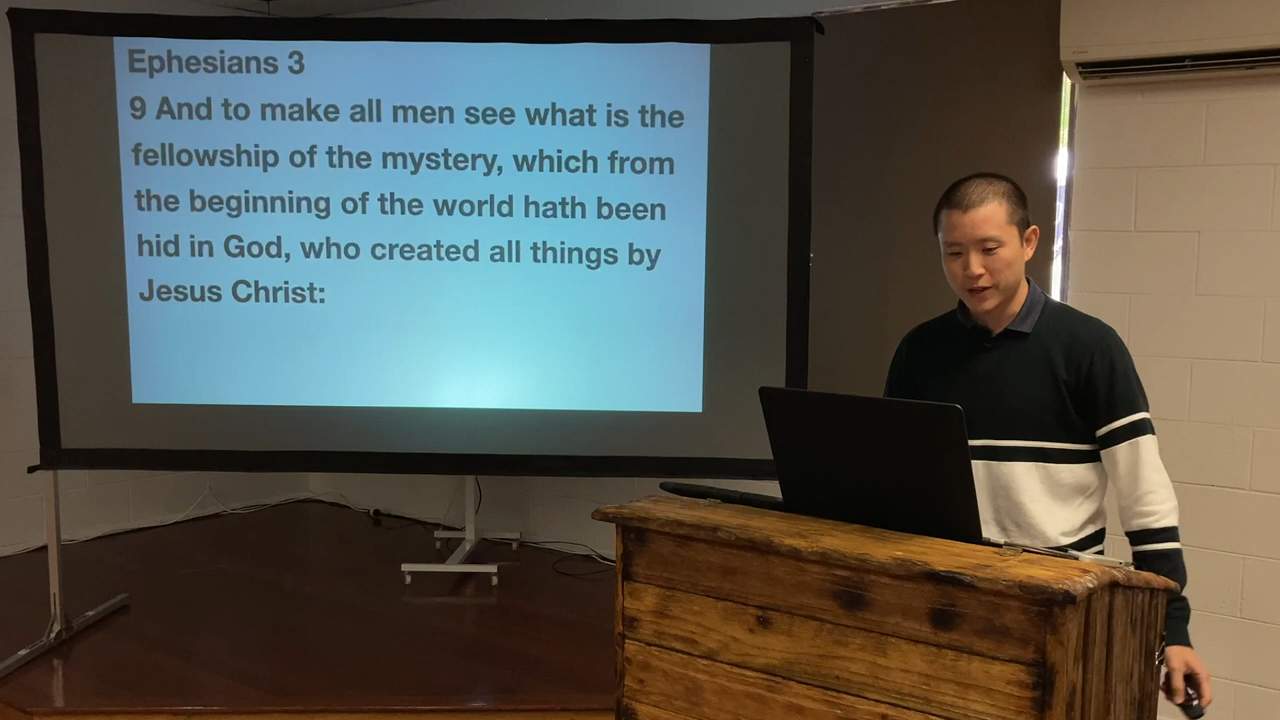 Ephesians 3
9 And to make all men see what is the
fellowship of the mystery, which from
the beginning of the world hath been
hid in God, who created all things by
Jesus Christ: